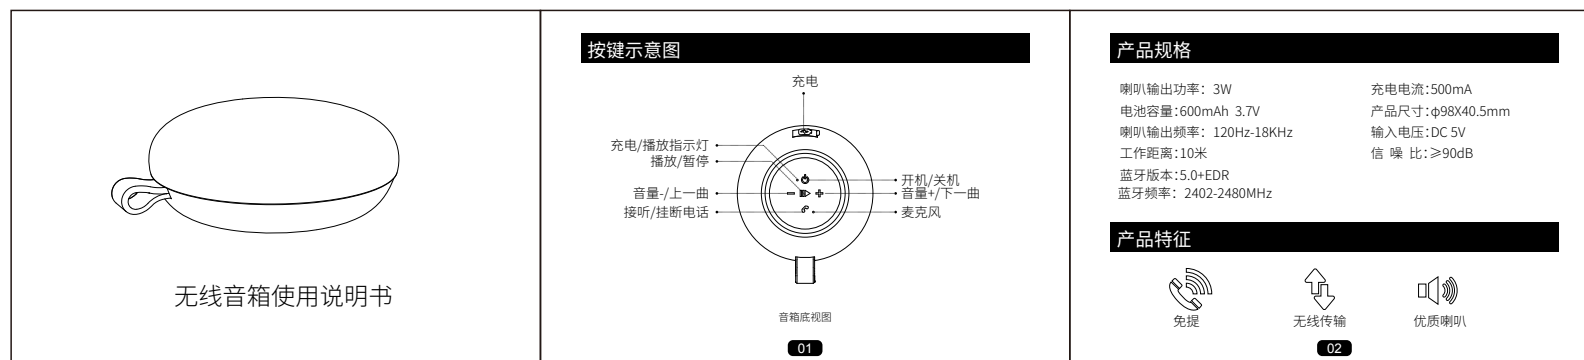 无线音箱使用说明书
按键示意图
充电
充电/播放指示灯
播放/暂停
音量-/上一曲
接听/挂断电话
开机/关机
音量+/下一曲
麦克风
音箱底视图
01
产品规格
喇叭输出功率：3W
电池容量:600mAh 3.7V
喇叭输出频率：120Hz-18KHz
工作距离:10米
蓝牙版本:5.0+EDR
蓝牙频率：2402-2480MHz
充电电流:500mA
产品尺寸:φ98X40.5mm
输入电压:DC 5V
信 噪 比:≥90dB
产品特征
免提
无线传输
优质喇叭
02